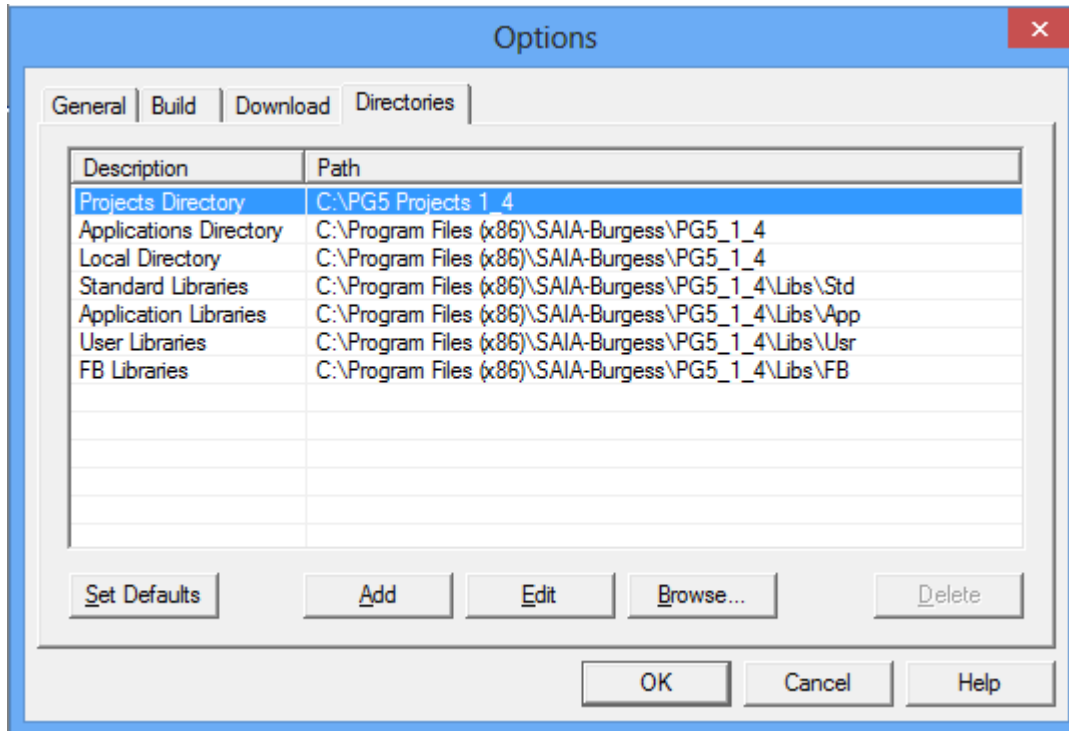 Options
General Build Download Directories
Description Path
Projects Directory C:\PG5 Projects 1_4
Applications Directory C:\Program Files (x86)\SAIA-Burgess\PG5_1_4
Local Directory C:\Program Files (x86)\SAIA-Burgess\PG5_1_4
Standard Libraries C:\Program Files (x86)\SAIA-Burgess\PG5_1_4\Libs\Std
Application Libraries C:\Program Files (x86)\SAIA-Burgess\PG5_1_4\Libs\App
User Libraries C:\Program Files (x86)\SAIA-Burgess\PG5_1_4\Libs\Usr
FB Libraries C:\Program Files (x86)\SAIA-Burgess\PG5_1_4\Libs\FB
Set Defaults Add Edit Browse... Delete
OK Cancel Help